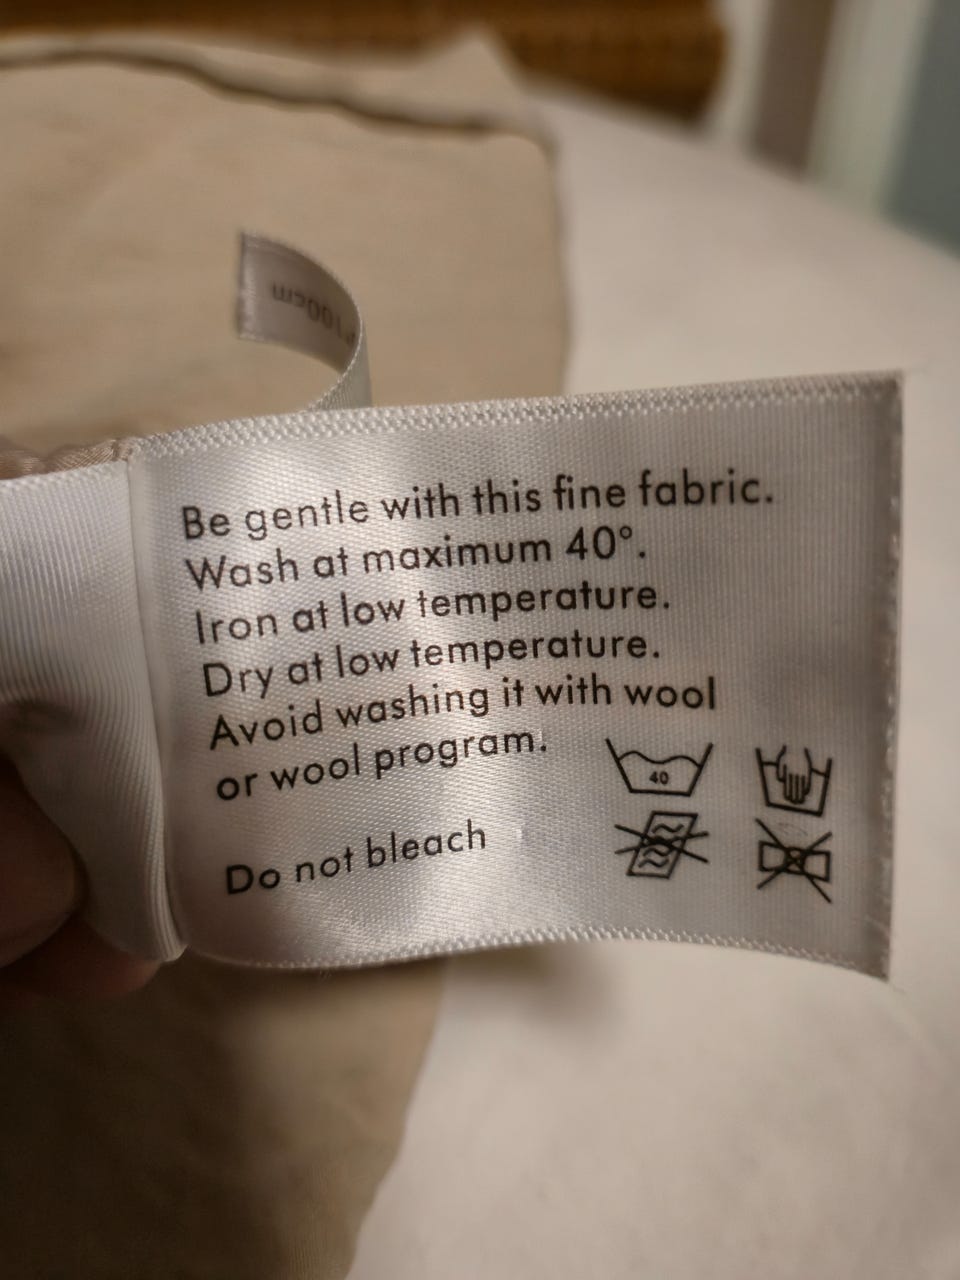 100cm
Be gentle with this fine fabric.
Wash at maximum 40°.
Iron at low temperature.
Dry at low temperature.
Avoid washing it with wool
or wool program.
40
Do not bleach